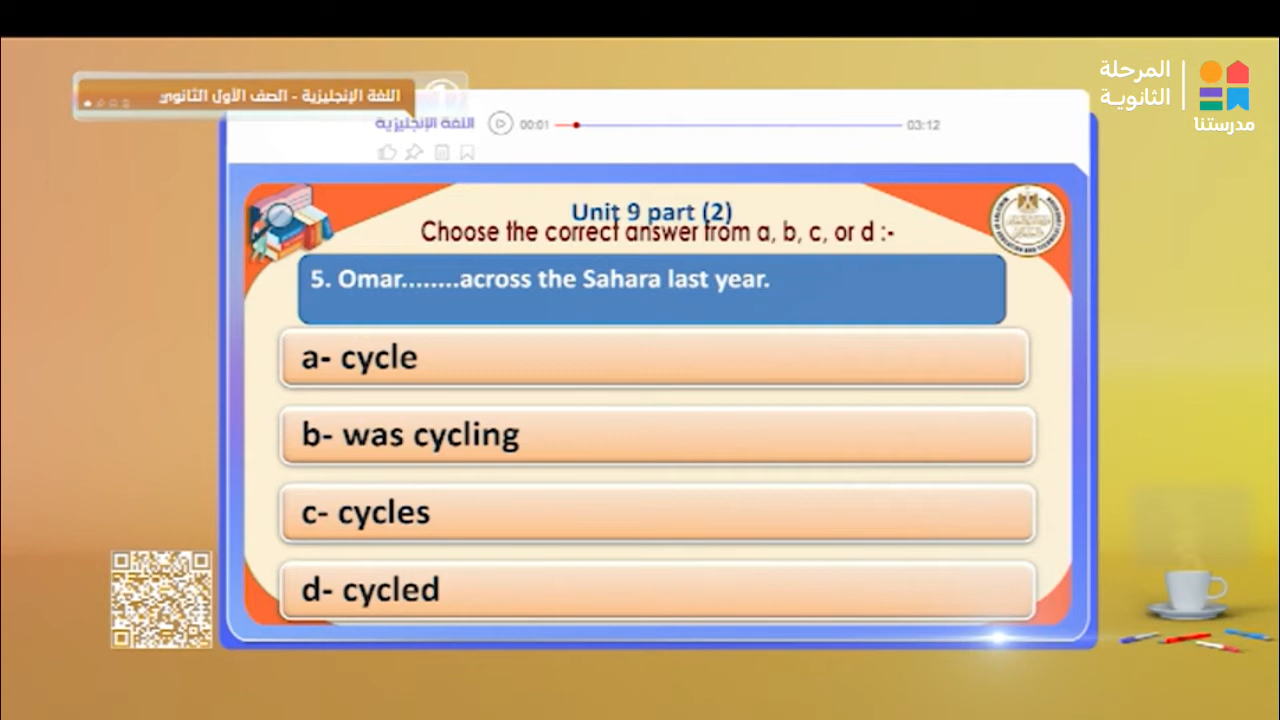 المرحلة
الثانوية
مدرستنا
اللغة الإنجليزية - الصف الأول الثانوي
اللغة الإنجليزية
00:01
03:12
Unit 9 part (2)
Choose the correct answer from a, b, c, or d :-
5. Omar........across the Sahara last year.
a- cycle
b- was cycling
c- cycles
d- cycled